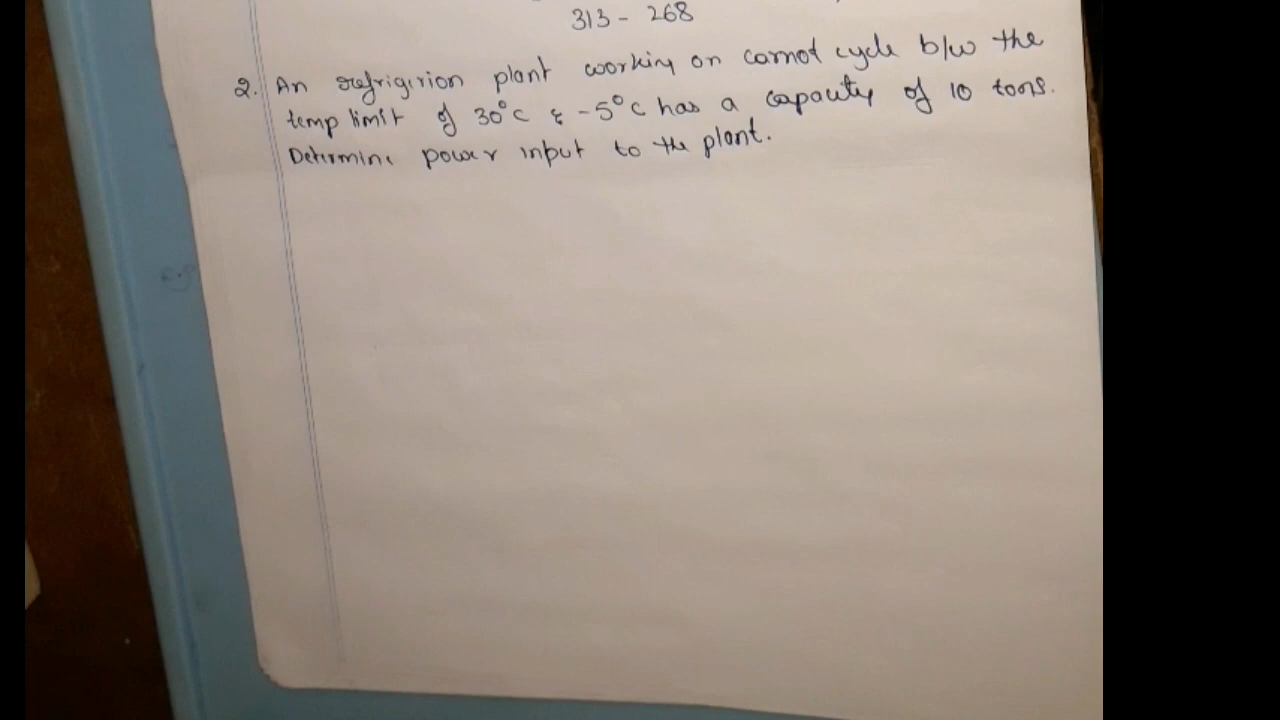 313 - 268
2. An refrigirion plant working on carnot cycle b/w the
temp limit of 30°C & -5°C has a capacity of 10 tons.
Determine power input to the plant.